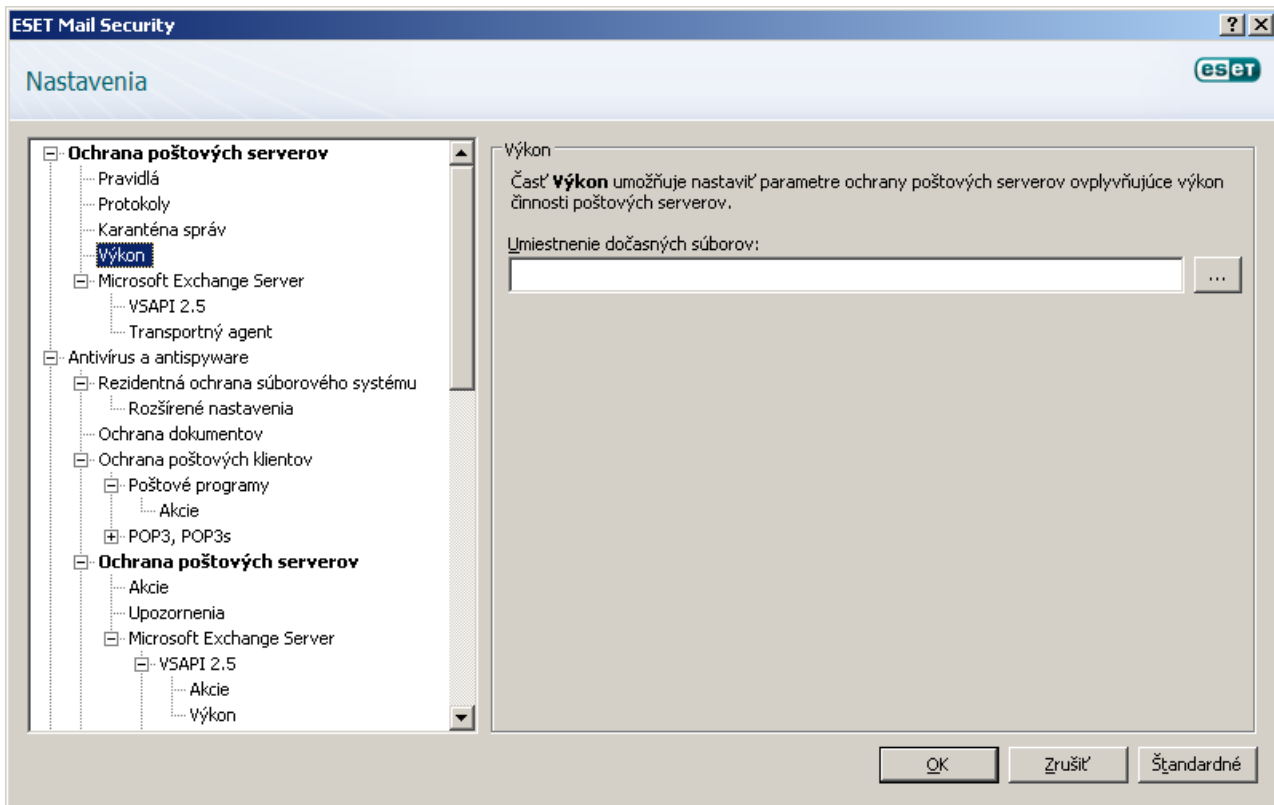 ESET Mail Security
Nastavenia
eset
Ochrana poštových serverov
Pravidlá
Protokoly
Karanténa správ
Výkon
Microsoft Exchange Server
VSAPI 2.5
Transportný agent
Antivírus a antispyware
Rezidentná ochrana súborového systému
Rozšírené nastavenia
Ochrana dokumentov
Ochrana poštových klientov
Poštové programy
Akcie
POP3, POP3s
Ochrana poštových serverov
Akcie
Upozornenia
Microsoft Exchange Server
VSAPI 2.5
Akcie
Výkon
Výkon
Časť Výkon umožňuje nastaviť parametre ochrany poštových serverov ovplyvňujúce výkon
činnosti poštových serverov.
Umiestnenie dočasných súborov:
...
OK
Zrušiť
Štandardné